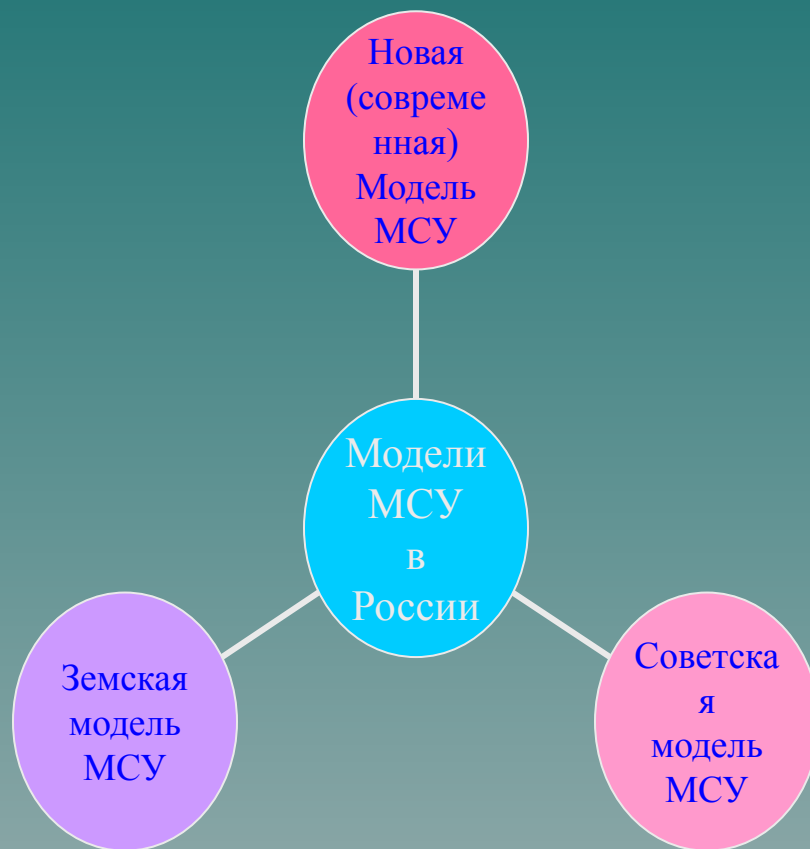 Новая
(совреме
нная)
Модель
МСУ
Модели
МСУ
в
России
Земская
модель
МСУ
Советска
я
модель
МСУ